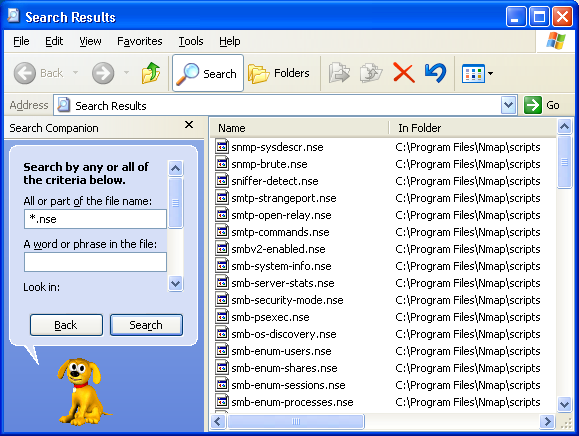 Search Results
File Edit View Favorites Tools Help
Back Search Folders
Address Search Results Go
Search Companion
Search by any or all of
the criteria below.
All or part of the file name:
*.nse
A word or phrase in the file:
Look in:
Back Search
Name In Folder
snmp-sysdescr.nse C:\Program Files\Nmap\scripts
snmp-brute.nse C:\Program Files\Nmap\scripts
sniffer-detect.nse C:\Program Files\Nmap\scripts
smtp-strangeport.nse C:\Program Files\Nmap\scripts
smtp-open-relay.nse C:\Program Files\Nmap\scripts
smtp-commands.nse C:\Program Files\Nmap\scripts
smbv2-enabled.nse C:\Program Files\Nmap\scripts
smb-system-info.nse C:\Program Files\Nmap\scripts
smb-server-stats.nse C:\Program Files\Nmap\scripts
smb-security-mode.nse C:\Program Files\Nmap\scripts
smb-psexec.nse C:\Program Files\Nmap\scripts
smb-os-discovery.nse C:\Program Files\Nmap\scripts
smb-enum-users.nse C:\Program Files\Nmap\scripts
smb-enum-shares.nse C:\Program Files\Nmap\scripts
smb-enum-sessions.nse C:\Program Files\Nmap\scripts
smb-enum-processes.nse C:\Program Files\Nmap\scripts